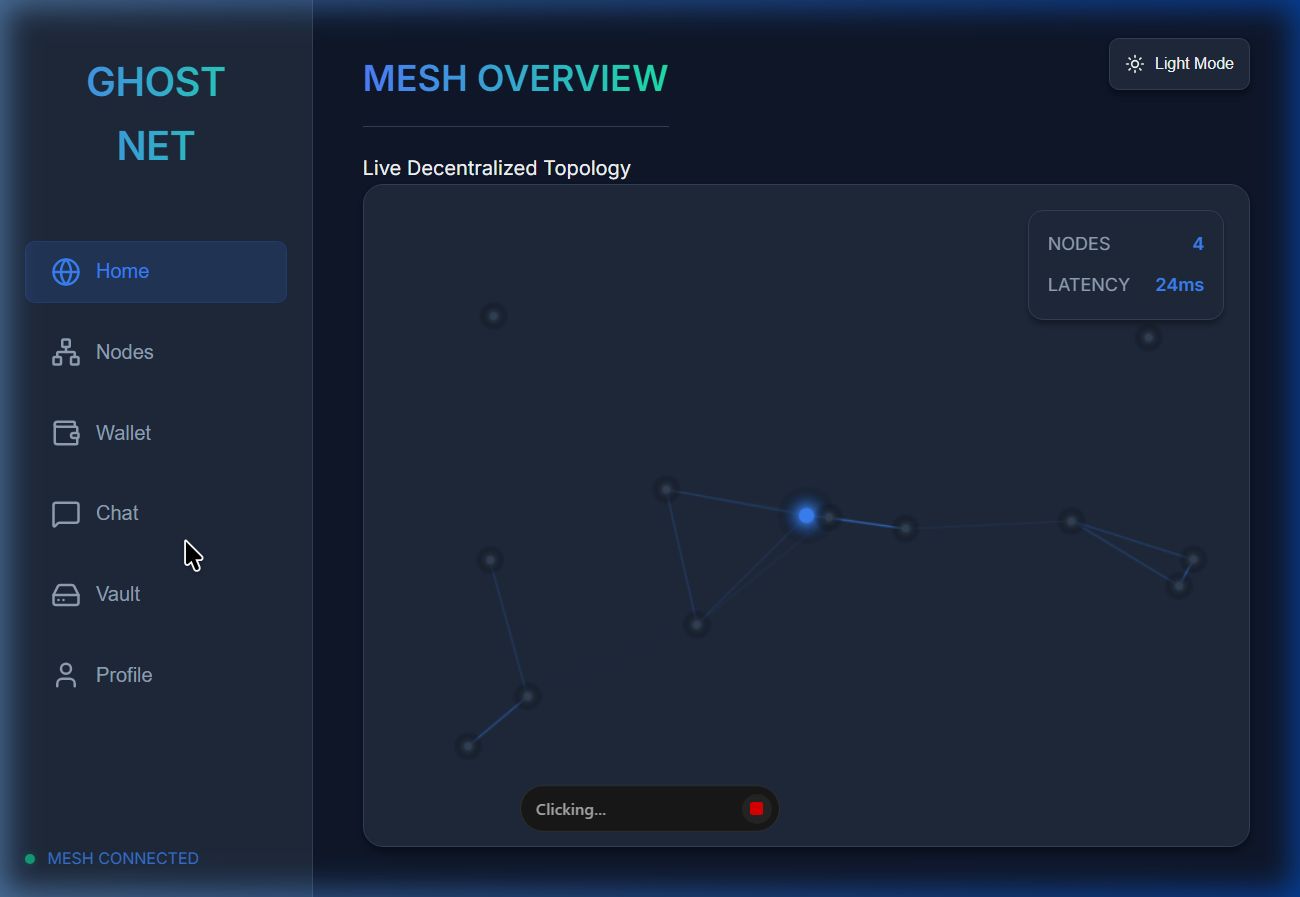 GHOST
NET
Home
Nodes
Wallet
Chat
Vault
Profile
MESH CONNECTED
MESH OVERVIEW
Light Mode
Live Decentralized Topology
NODES 4
LATENCY 24ms
Clicking...